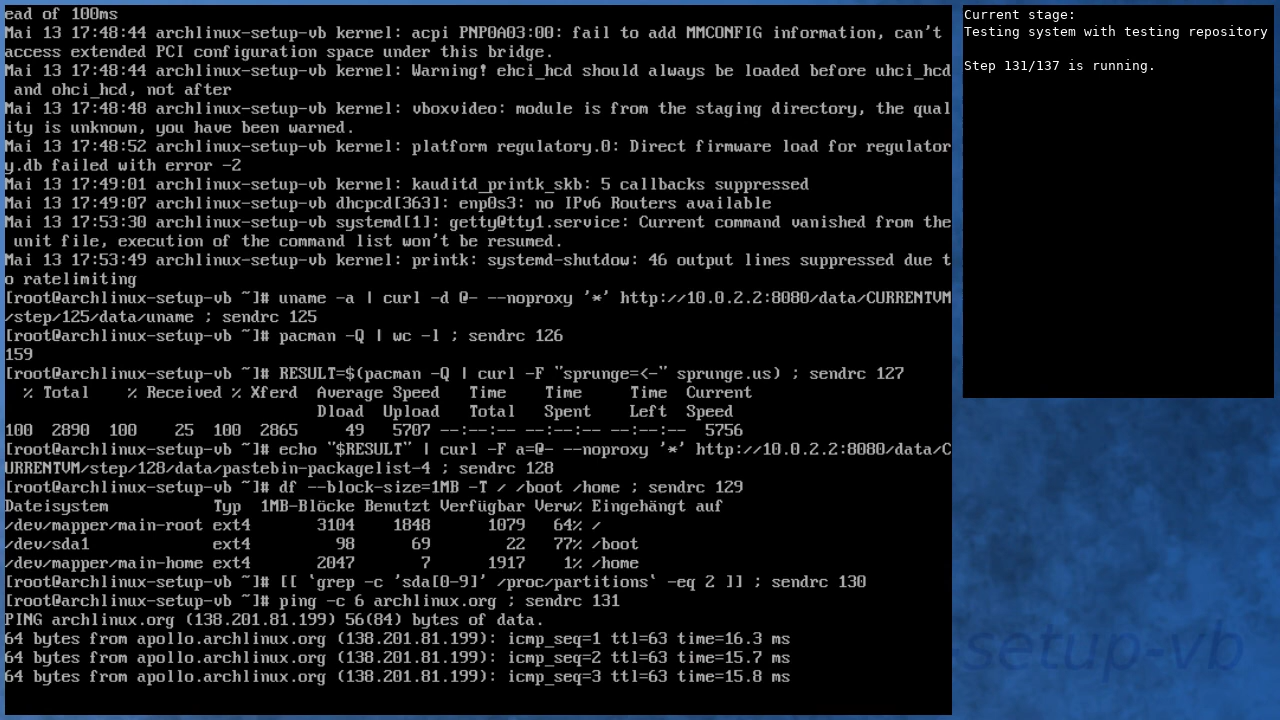 ead of 100ms
Mai 13 17:48:44 archlinux-setup-vb kernel: acpi PNP0A03:00: fail to add MMCONFIG information, can't
access extended PCI configuration space under this bridge.
Mai 13 17:48:44 archlinux-setup-vb kernel: Warning! ehci_hcd should always be loaded before uhci_hcd
 and ohci_hcd, not after
Mai 13 17:48:48 archlinux-setup-vb kernel: vboxvideo: module is from the staging directory, the qual
ity is unknown, you have been warned.
Mai 13 17:48:52 archlinux-setup-vb kernel: platform regulatory.0: Direct firmware load for regulator
y.db failed with error -2
Mai 13 17:49:01 archlinux-setup-vb kernel: kauditd_printk_skb: 5 callbacks suppressed
Mai 13 17:49:07 archlinux-setup-vb dhcpcd[363]: enp0s3: no IPv6 Routers available
Mai 13 17:53:30 archlinux-setup-vb systemd[1]: getty@tty1.service: Current command vanished from the
 unit file, execution of the command list won't be resumed.
Mai 13 17:53:49 archlinux-setup-vb kernel: printk: systemd-shutdow: 46 output lines suppressed due t
o ratelimiting
[root@archlinux-setup-vb ~]# uname -a | curl -d @- --noproxy '*' http://10.0.2.2:8080/data/CURRENTVM
/step/125/data/uname ; sendrc 125
[root@archlinux-setup-vb ~]# pacman -Q | wc -l ; sendrc 126
159
[root@archlinux-setup-vb ~]# RESULT=$(pacman -Q | curl -F "sprunge=<-" sprunge.us) ; sendrc 127
  % Total    % Received % Xferd  Average Speed   Time    Time     Time  Current
                                 Dload  Upload   Total   Spent    Left  Speed
100  2890  100    25  100  2865     49   5707 --:--:-- --:--:-- --:--:--  5756
[root@archlinux-setup-vb ~]# echo "$RESULT" | curl -F a=@- --noproxy '*' http://10.0.2.2:8080/data/C
URRENTVM/step/128/data/pastebin-packagelist-4 ; sendrc 128
[root@archlinux-setup-vb ~]# df --block-size=1MB -T / /boot /home ; sendrc 129
Dateisystem           Typ  1MB-Blöcke Benutzt Verfügbar Verw% Eingehängt auf
/dev/mapper/main-root ext4       3104    1848      1079   64% /
/dev/sda1             ext4         98      69        22   77% /boot
/dev/mapper/main-home ext4       2047       7      1917    1% /home
[root@archlinux-setup-vb ~]# [[ `grep -c 'sda[0-9]' /proc/partitions` -eq 2 ]] ; sendrc 130
[root@archlinux-setup-vb ~]# ping -c 6 archlinux.org ; sendrc 131
PING archlinux.org (138.201.81.199) 56(84) bytes of data.
64 bytes from apollo.archlinux.org (138.201.81.199): icmp_seq=1 ttl=63 time=16.3 ms
64 bytes from apollo.archlinux.org (138.201.81.199): icmp_seq=2 ttl=63 time=15.7 ms
64 bytes from apollo.archlinux.org (138.201.81.199): icmp_seq=3 ttl=63 time=15.8 ms
Current stage:
Testing system with testing repository
Step 131/137 is running.
setup-vb